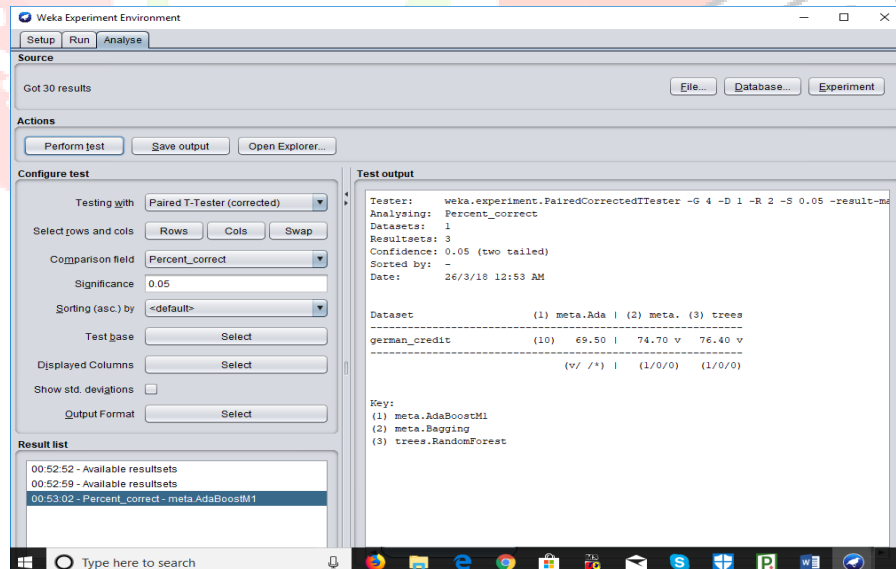 Weka Experiment Environment
Setup Run Analyse
Source
Got 30 results
File... Database... Experiment
Actions
Perform test Save output Open Explorer...
Configure test
Testing with Paired T-Tester (corrected)
Select rows and cols Rows Cols Swap
Comparison field Percent_correct
Significance 0.05
Sorting (asc.) by <default>
Test base Select
Displayed Columns Select
Show std. deviations
Output Format Select
Result list
00:52:52 - Available resultsets
00:52:59 - Available resultsets
00:53:02 - Percent_correct - meta.AdaBoostM1
Test output
Tester: weka.experiment.PairedCorrectedTTester -G 4 -D 1 -R 2 -S 0.05 -result-ma
Analysing: Percent_correct
Datasets: 1
Resultsets: 3
Confidence: 0.05 (two tailed)
Sorted by: -
Date: 26/3/18 12:53 AM
Dataset (1) meta.Ada | (2) meta. (3) trees
----------------------------------------------------------------
german_credit (10) 69.50 | 74.70 v 76.40 v
----------------------------------------------------------------
(v/ /*) | (1/0/0) (1/0/0)
Key:
(1) meta.AdaBoostM1
(2) meta.Bagging
(3) trees.RandomForest
Type here to search